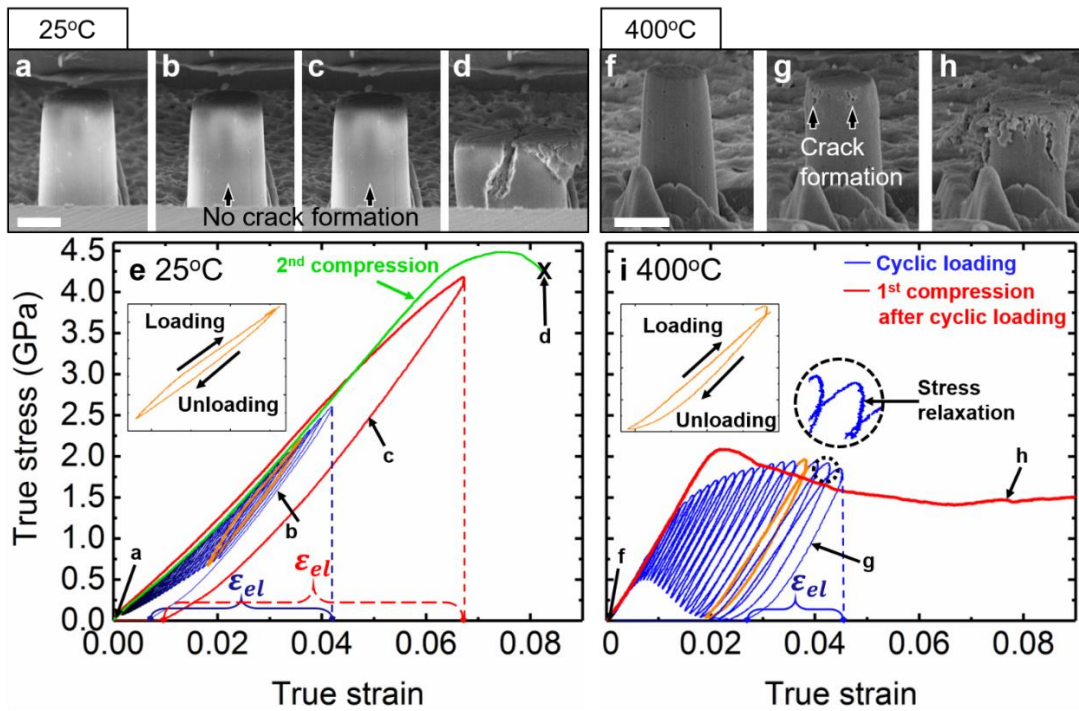 25°C
400°C
a
b
c
d
f
g
h
No crack formation
Crack
formation
4.5
4.0
3.5
3.0
2.5
2.0
1.5
1.0
0.5
0.0
True stress (GPa)
e 25°C
2nd compression
X
d
Loading
Unloading
c
b
a
εel
εel
0.00
0.02
0.04
0.06
0.08
True strain
i 400°C
Cyclic loading
1st compression
after cyclic loading
Loading
Unloading
Stress
relaxation
h
g
f
εel
0.00
0.02
0.04
0.06
0.08
True strain